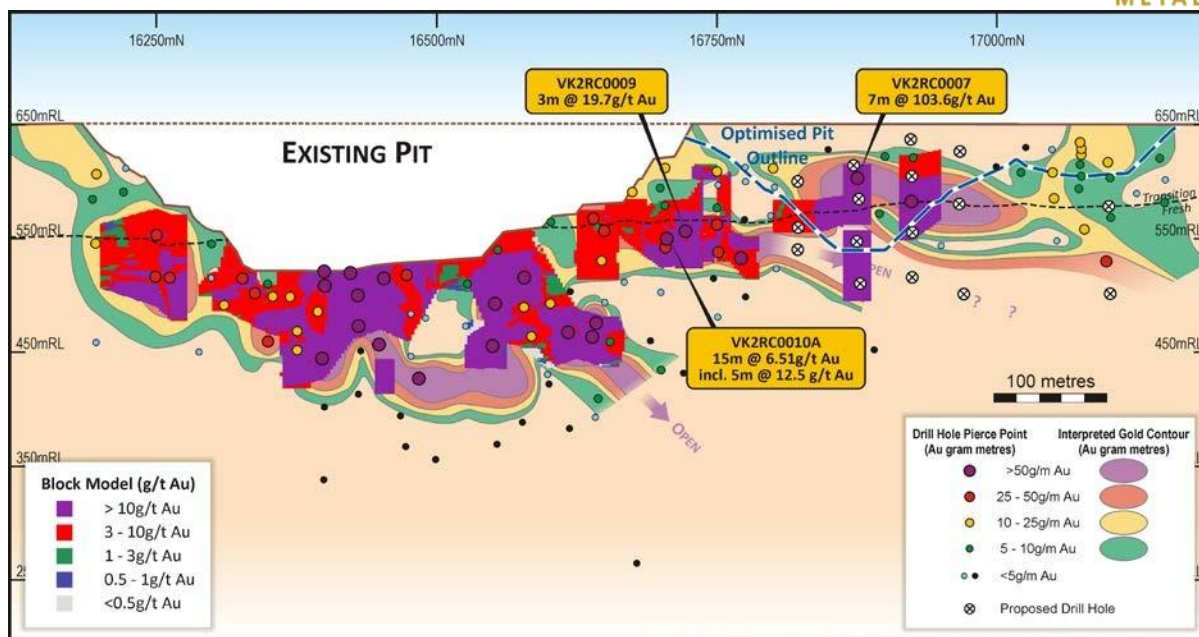 METAL
16250mN
16500mN
16750mN
17000mN
VK2RC0009
3m @ 19.7g/t Au
VK2RC0007
7m @ 103.6g/t Au
650mRL
650mRL
EXISTING PIT
Optimised Pit
Outline
Transition
Fresh
550mRL
550mRL
OPEN
? ?
VK2RC0010A
15m @ 6.51g/t Au
incl. 5m @ 12.5 g/t Au
450mRL
450mRL
OPEN
100 metres
350mRL
Block Model (g/t Au)
> 10g/t Au
3 - 10g/t Au
1 - 3g/t Au
0.5 - 1g/t Au
<0.5g/t Au
Drill Hole Pierce Point
(Au gram metres)
Interpreted Gold Contour
(Au gram metres)
>50g/m Au
25 - 50g/m Au
10 - 25g/m Au
5 - 10g/m Au
<5g/m Au
Proposed Drill Hole